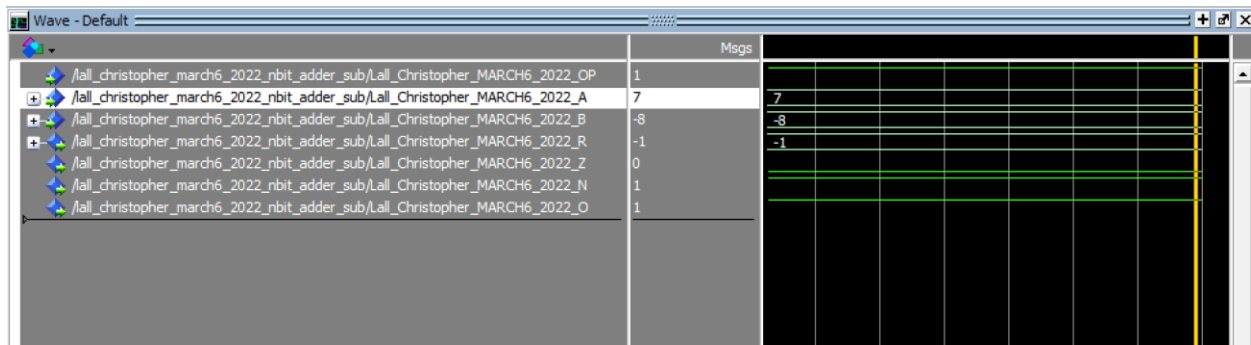 Wave - Default
Msgs
/lall_christopher_march6_2022_nbit_adder_sub/Lall_Christopher_MARCH6_2022_OP 1
/lall_christopher_march6_2022_nbit_adder_sub/Lall_Christopher_MARCH6_2022_A 7 7
/lall_christopher_march6_2022_nbit_adder_sub/Lall_Christopher_MARCH6_2022_B -8 -8
/lall_christopher_march6_2022_nbit_adder_sub/Lall_Christopher_MARCH6_2022_R -1 -1
/lall_christopher_march6_2022_nbit_adder_sub/Lall_Christopher_MARCH6_2022_Z 0
/lall_christopher_march6_2022_nbit_adder_sub/Lall_Christopher_MARCH6_2022_N 1
/lall_christopher_march6_2022_nbit_adder_sub/Lall_Christopher_MARCH6_2022_O 1